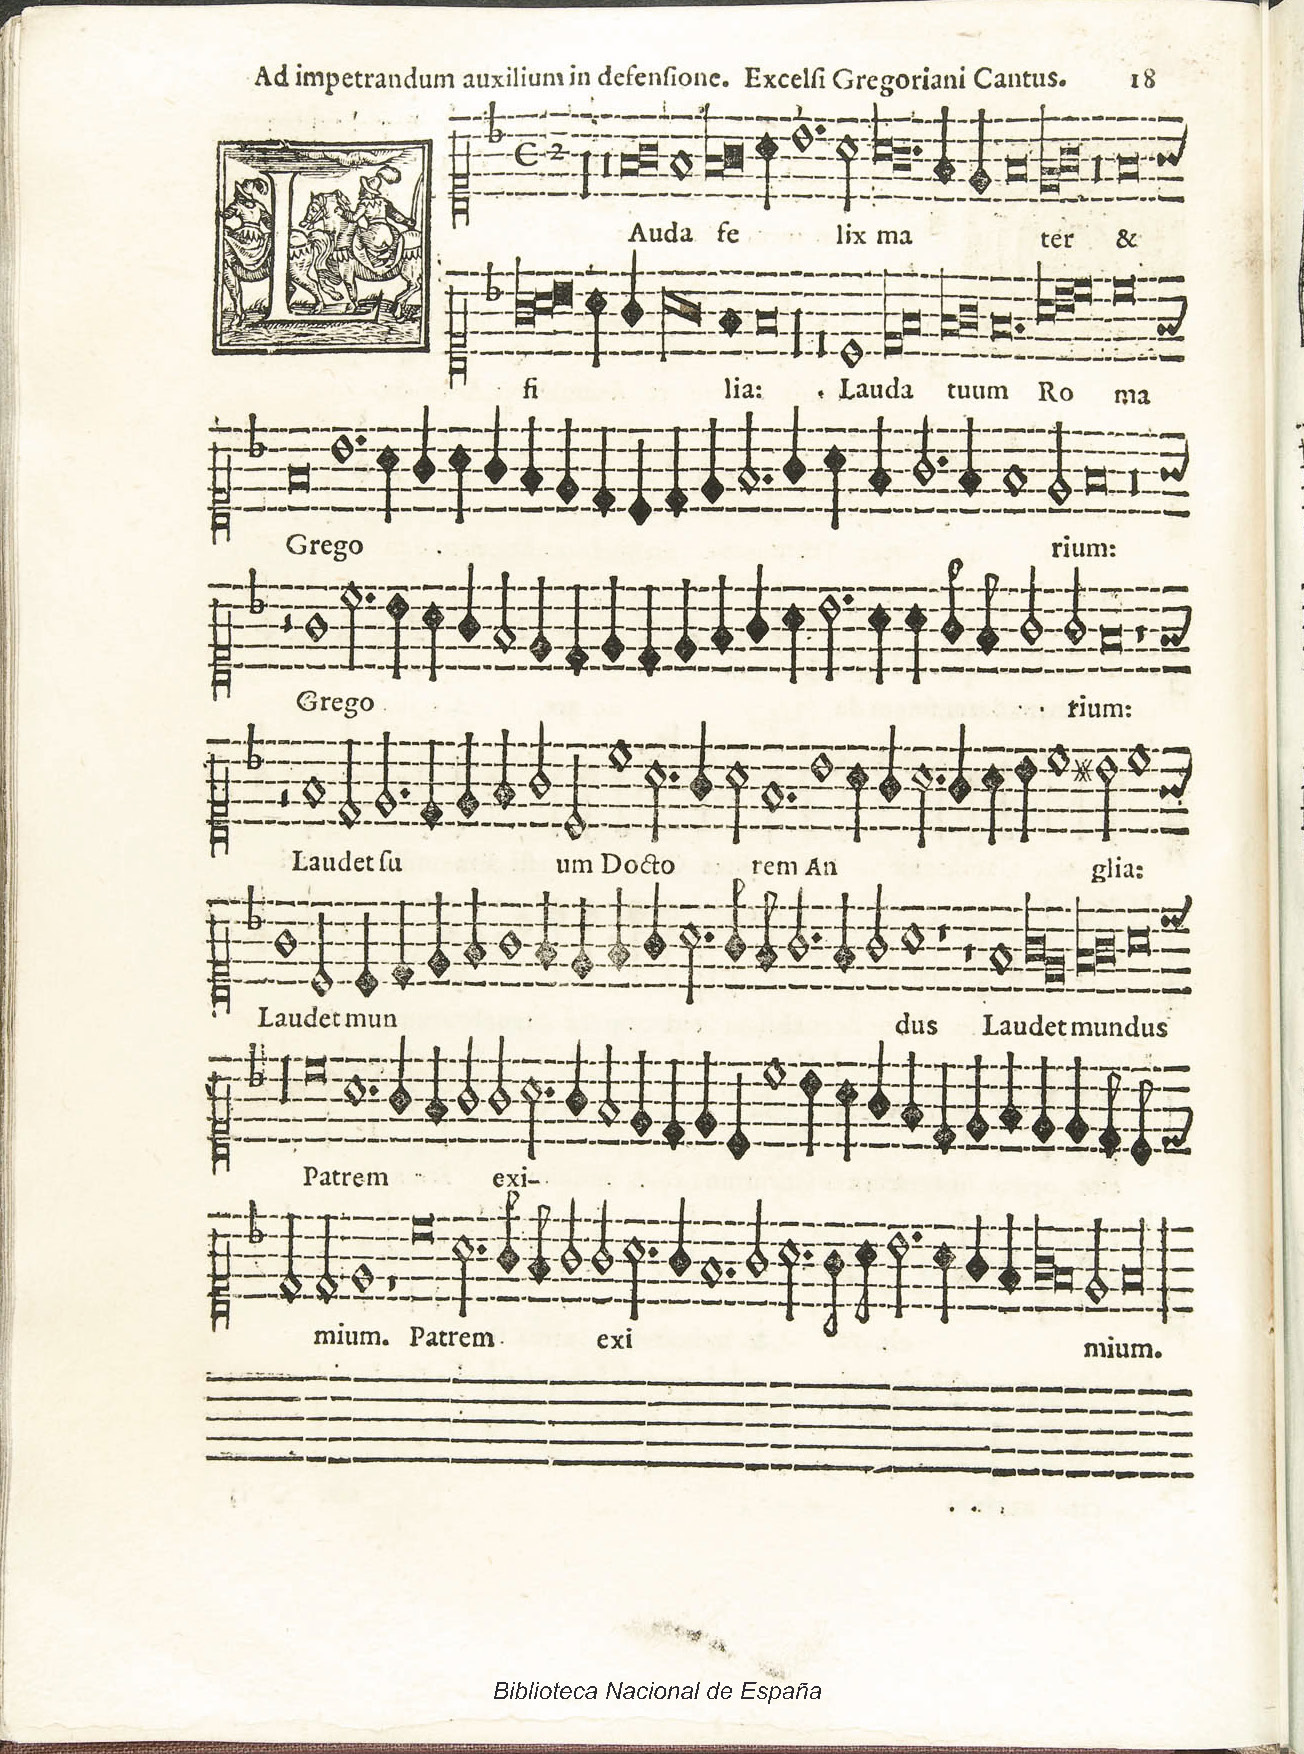 Ad impetrandum auxilium in defenſione. Excelſi Gregoriani Cantus. 18
L
Auda fe lix ma ter &
fi lia: Lauda tuum Ro ma
Grego rium:
Grego rium:
Laudet ſu um Docto rem An glia:
Laudet mun dus Laudet mundus
Patrem exi-
mium. Patrem exi mium.
Biblioteca Nacional de España